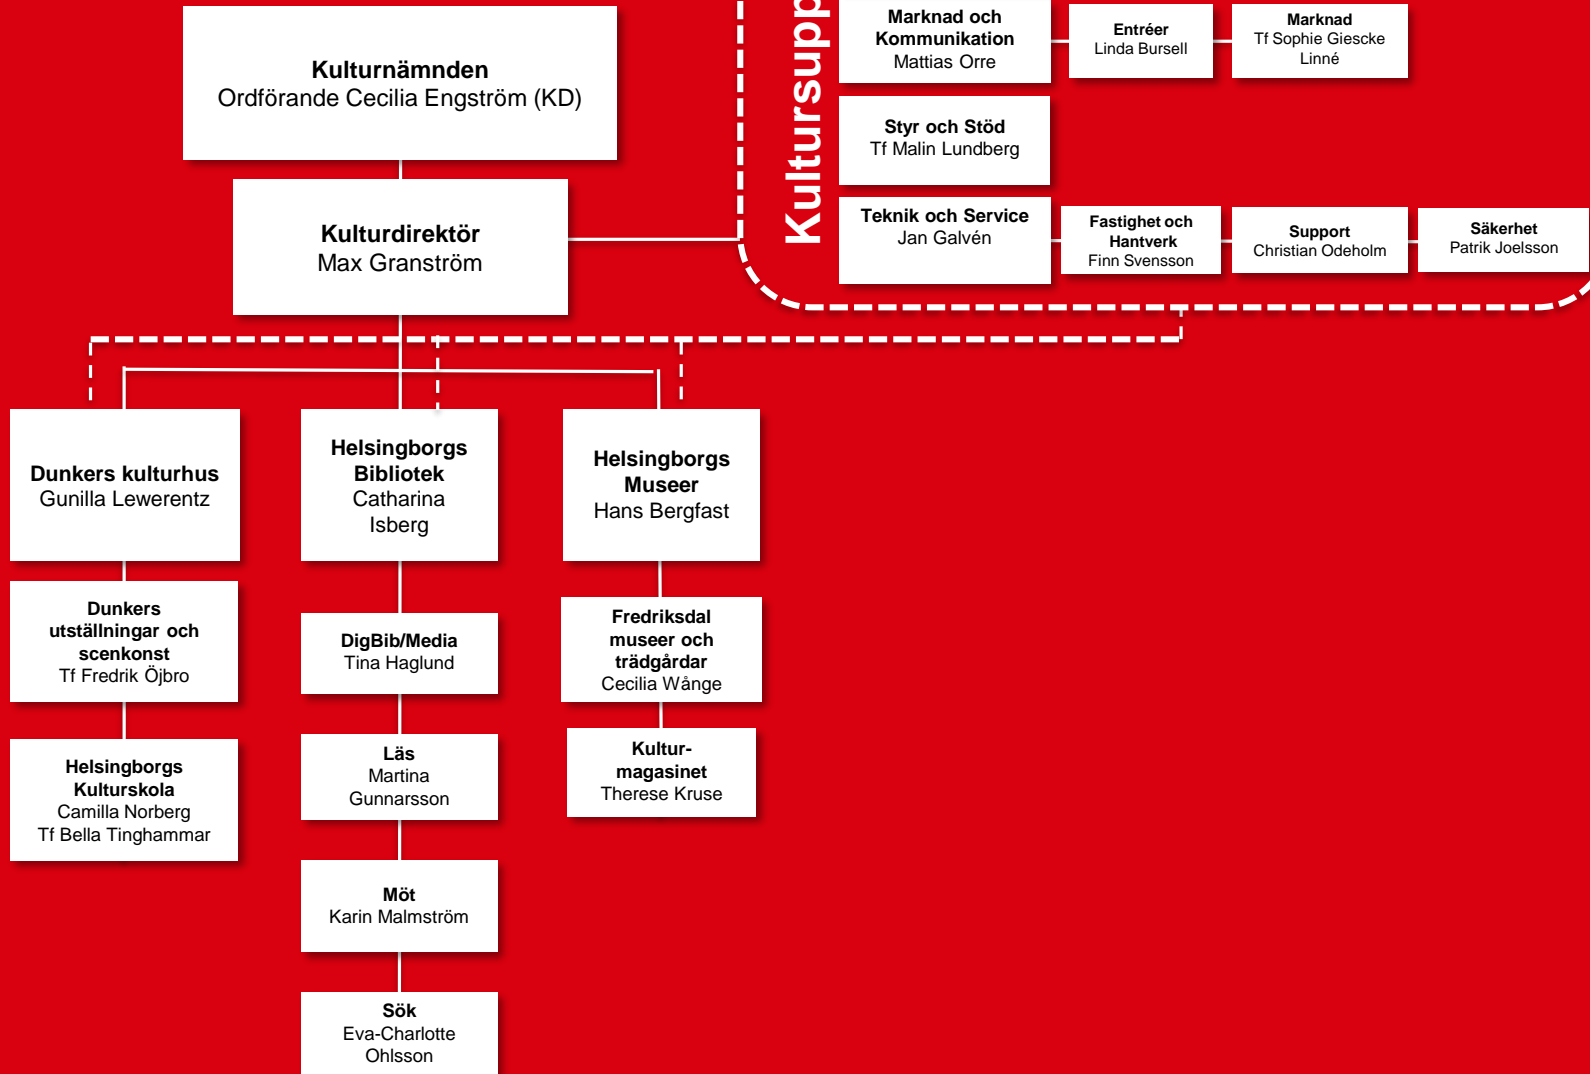 Kulturnämnden
Ordförande Cecilia Engström (KD)
Kulturdirektör
Max Granström
Marknad och
Kommunikation
Mattias Orre
Entréer
Linda Bursell
Marknad
Tf Sophie Giescke
Linné
Styr och Stöd
Tf Malin Lundberg
Teknik och Service
Jan Galvén
Fastighet och
Hantverk
Finn Svensson
Support
Christian Odeholm
Säkerhet
Patrik Joelsson
Dunkers kulturhus
Gunilla Lewerentz
Dunkers
utställningar och
scenkonst
Tf Fredrik Öjbro
Helsingborgs
Kulturskola
Camilla Norberg
Tf Bella Tinghammar
Helsingborgs
Bibliotek
Catharina
Isberg
DigBib/Media
Tina Haglund
Läs
Martina
Gunnarsson
Möt
Karin Malmström
Sök
Eva-Charlotte
Ohlsson
Helsingborgs
Museer
Hans Bergfast
Fredriksdal
museer och
trädgårdar
Cecilia Wånge
Kultur-
magasinet
Therese Kruse